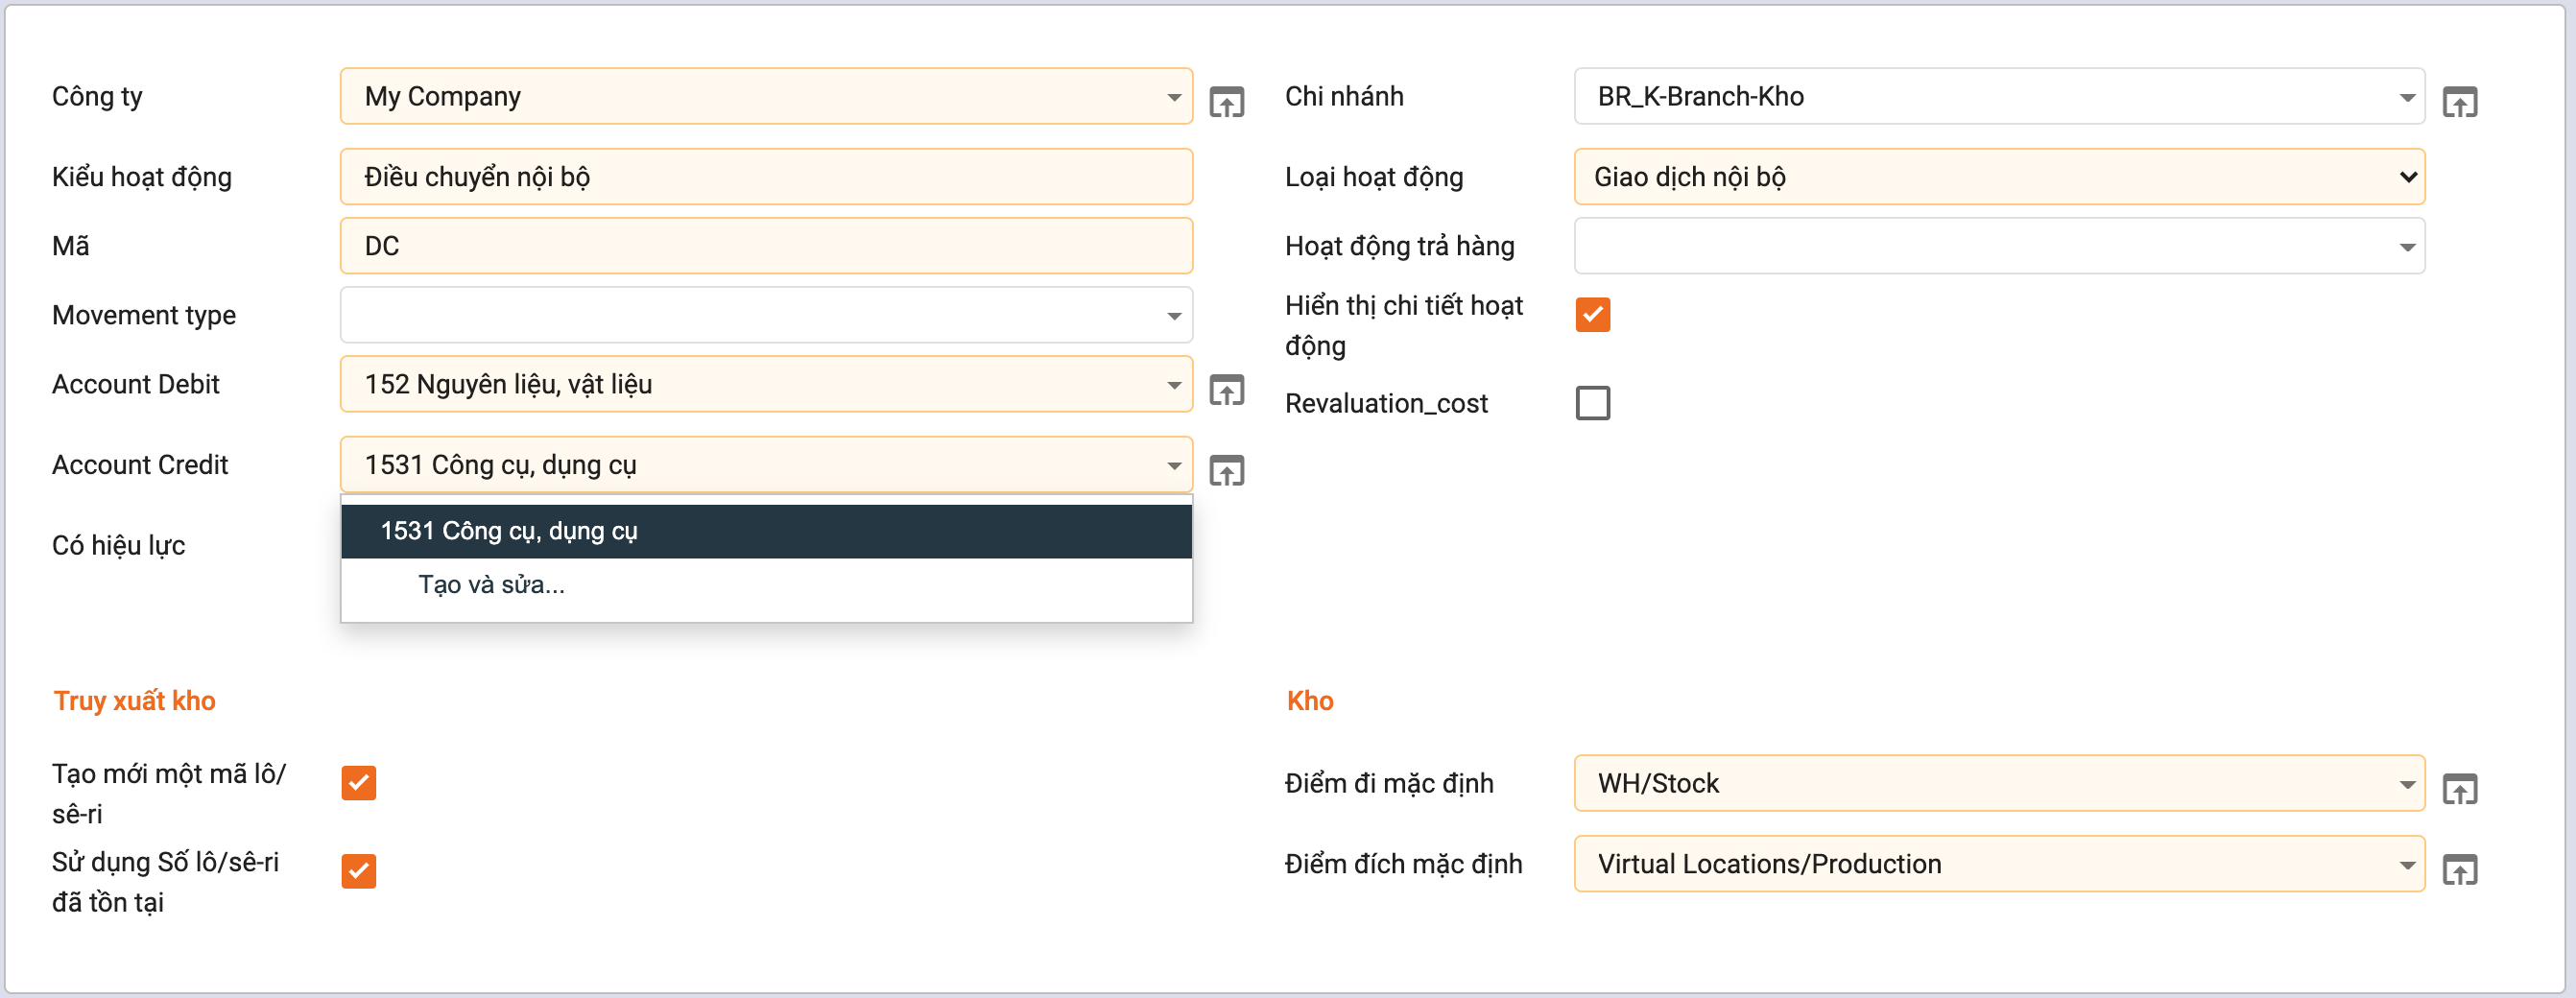 Công ty
My Company
Chi nhánh
BR_K-Branch-Kho
Kiểu hoạt động
Điều chuyển nội bộ
Loại hoạt động
Giao dịch nội bộ
Mã
DC
Hoạt động trả hàng
Movement type
Hiển thị chi tiết hoạt
động
Account Debit
152 Nguyên liệu, vật liệu
Revaluation_cost
Account Credit
1531 Công cụ, dụng cụ
1531 Công cụ, dụng cụ
Có hiệu lực
Tạo và sửa...
Truy xuất kho
Kho
Tạo mới một mã lô/
sê-ri
Điểm đi mặc định
WH/Stock
Sử dụng Số lô/sê-ri
đã tồn tại
Điểm đích mặc định
Virtual Locations/Production